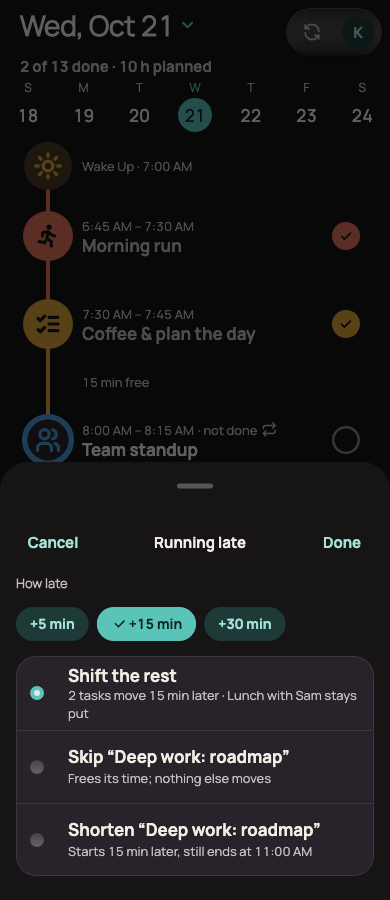 Wed, Oct 21
K
2 of 13 done · 10 h planned
S M T W T F S
18 19 20 21 22 23 24
Wake Up · 7:00 AM
6:45 AM – 7:30 AM
Morning run
7:30 AM – 7:45 AM
Coffee & plan the day
15 min free
8:00 AM – 8:15 AM · not done
Team standup
Cancel Running late Done
How late
+5 min +15 min +30 min
Shift the rest
2 tasks move 15 min later · Lunch with Sam stays
put
Skip “Deep work: roadmap”
Frees its time; nothing else moves
Shorten “Deep work: roadmap”
Starts 15 min later, still ends at 11:00 AM